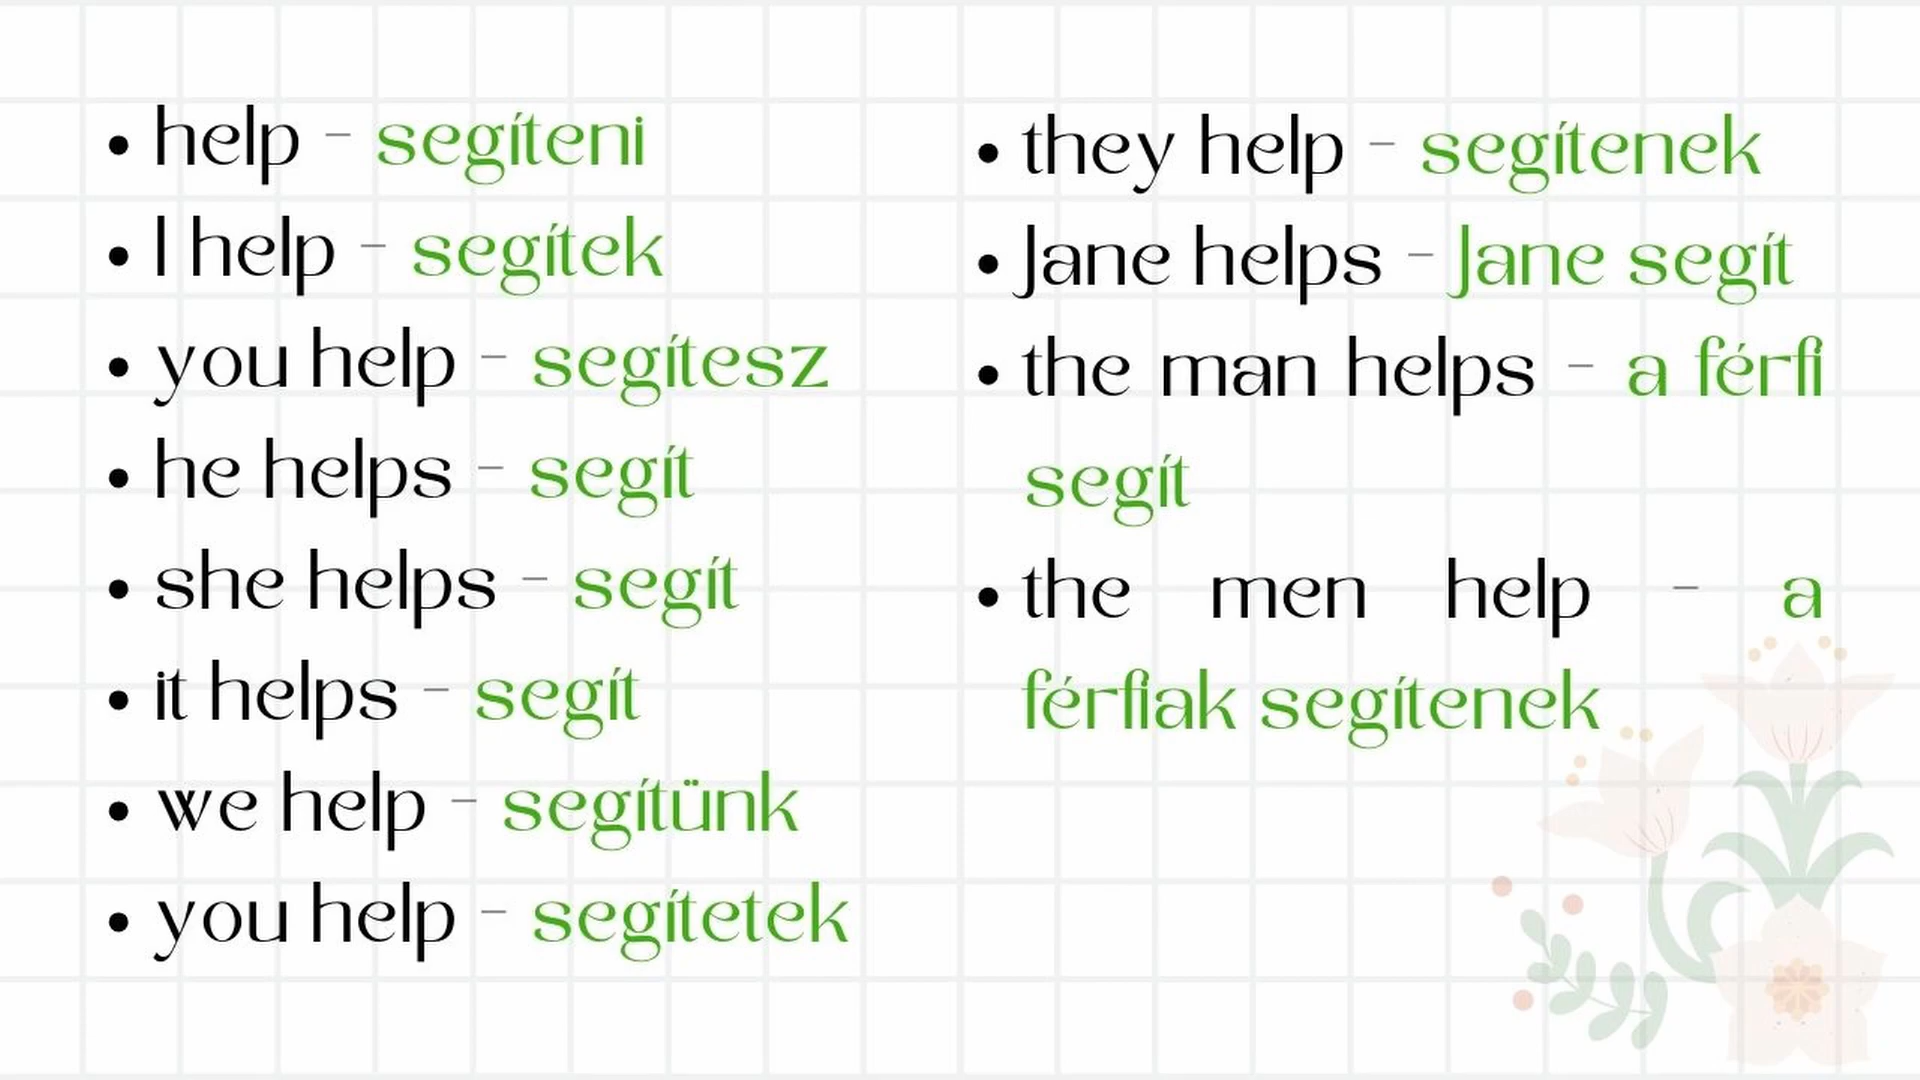 • help - segíteni
• I help - segítek
• you help - segítesz
• he helps - segít
• she helps - segít
• it helps - segít
• we help - segítünk
• you help - segítetek
• they help - segítenek
• Jane helps - Jane segít
• the man helps - a férfi
segít
• the men help - a
férfiak segítenek